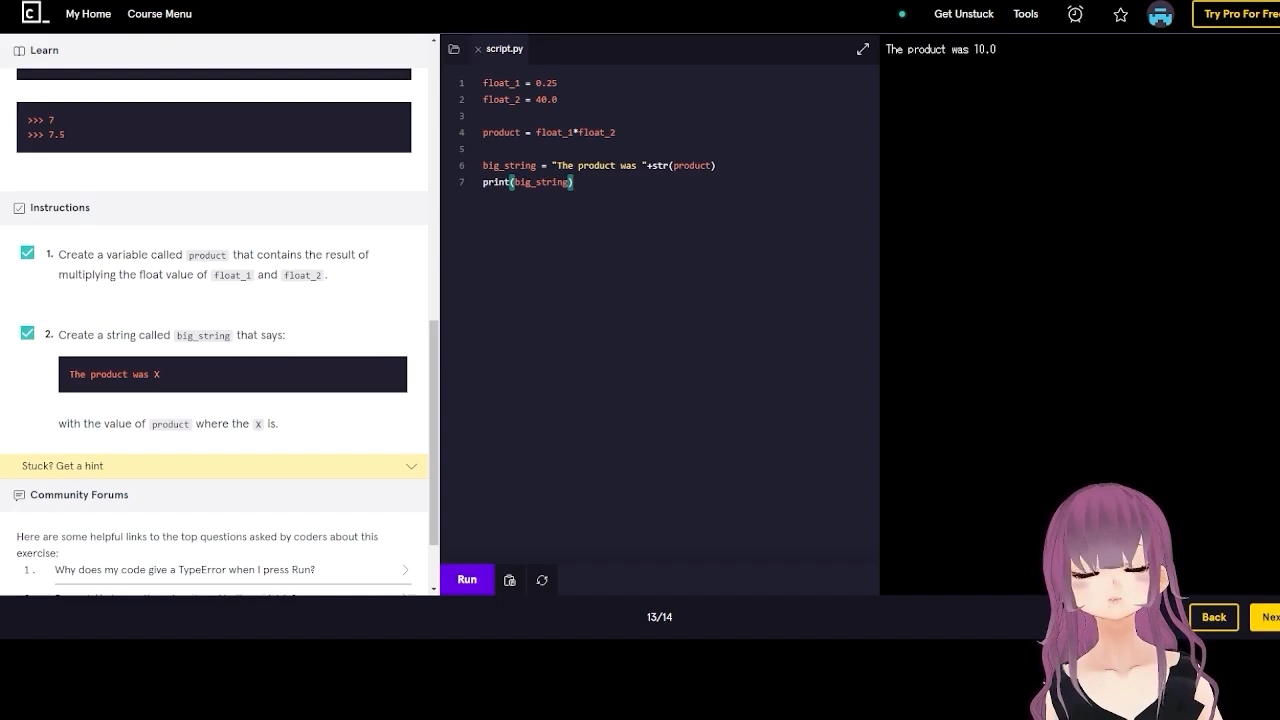 C_
My Home
Course Menu
Get Unstuck
Tools
Try Pro For Fre
Learn
>>> 7
>>> 7.5
Instructions
1. Create a variable called product that contains the result of
multiplying the float value of float_1 and float_2.
2. Create a string called big_string that says:
The product was X
with the value of product where the X is.
Stuck? Get a hint
Community Forums
Here are some helpful links to the top questions asked by coders about this
exercise:
1. Why does my code give a TypeError when I press Run?
script.py
1 float_1 = 0.25
2 float_2 = 40.0
3
4 product = float_1*float_2
5
6 big_string = "The product was "+str(product)
7 print(big_string)
Run
The product was 10.0
13/14
Back
Nex